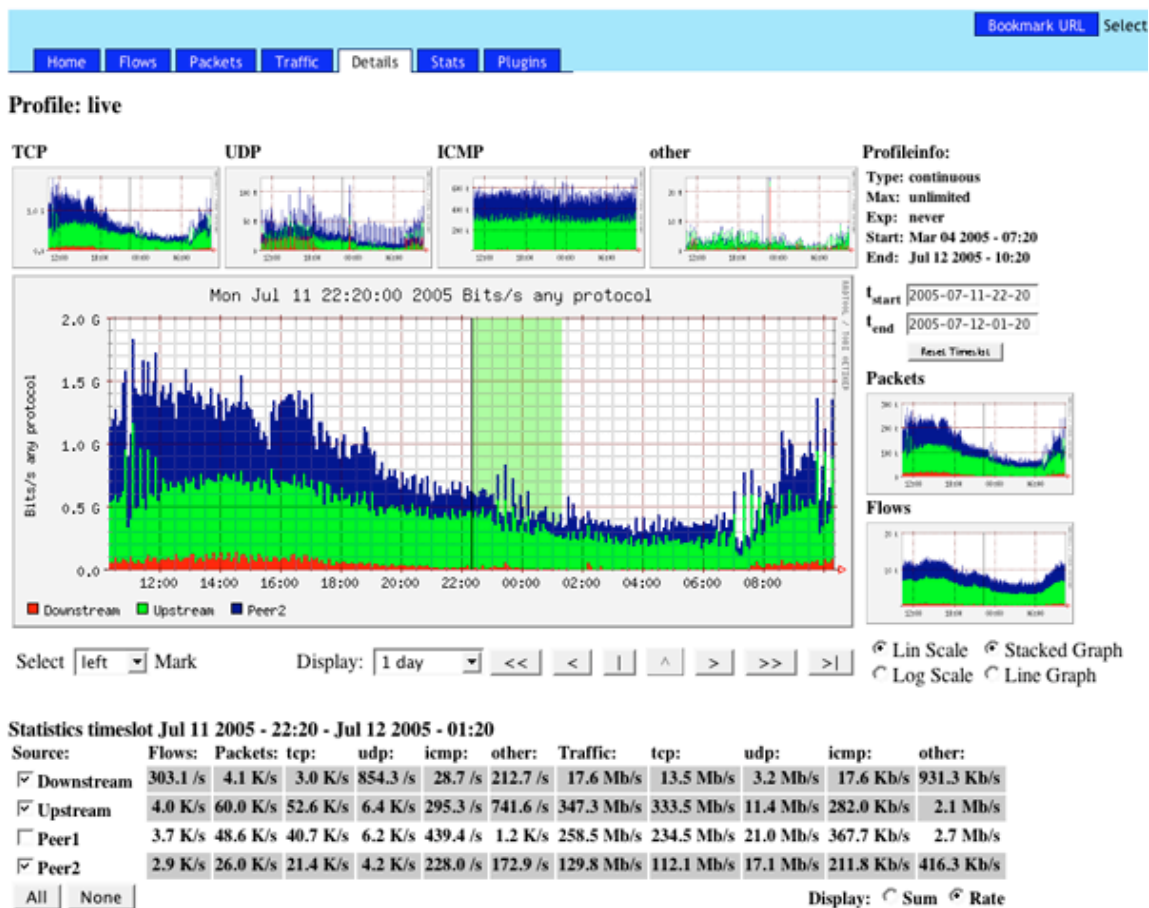 Bookmark URL Select
Home Flows Packets Traffic Details Stats Plugins
Profile: live
TCP UDP ICMP other Profileinfo:
Type: continuous
Max: unlimited
Exp: never
Start: Mar 04 2005 - 07:20
End: Jul 12 2005 - 10:20
tstart 2005-07-11-22-20
tend 2005-07-12-01-20
Reset Timeslot
Mon Jul 11 22:20:00 2005 Bits/s any protocol
Bits/s any protocol
2.0 G
1.5 G
1.0 G
0.5 G
0.0
12:00 14:00 16:00 18:00 20:00 22:00 00:00 02:00 04:00 06:00 08:00
Downstream Upstream Peer2
Packets
Flows
Lin Scale Stacked Graph
Log Scale Line Graph
Select left Mark Display: 1 day << < | ^ > >> >|
Statistics timeslot Jul 11 2005 - 22:20 - Jul 12 2005 - 01:20
Source: Flows: Packets: tcp: udp: icmp: other: Traffic: tcp: udp: icmp: other:
Downstream 303.1 /s 4.1 K/s 3.0 K/s 854.3 /s 28.7 /s 212.7 /s 17.6 Mb/s 13.5 Mb/s 3.2 Mb/s 17.6 Kb/s 931.3 Kb/s
Upstream 4.0 K/s 60.0 K/s 52.6 K/s 6.4 K/s 295.3 /s 741.6 /s 347.3 Mb/s 333.5 Mb/s 11.4 Mb/s 282.0 Kb/s 2.1 Mb/s
Peer1 3.7 K/s 48.6 K/s 40.7 K/s 6.2 K/s 439.4 /s 1.2 K/s 258.5 Mb/s 234.5 Mb/s 21.0 Mb/s 367.7 Kb/s 2.7 Mb/s
Peer2 2.9 K/s 26.0 K/s 21.4 K/s 4.2 K/s 228.0 /s 172.9 /s 129.8 Mb/s 112.1 Mb/s 17.1 Mb/s 211.8 Kb/s 416.3 Kb/s
All None Display: Sum Rate